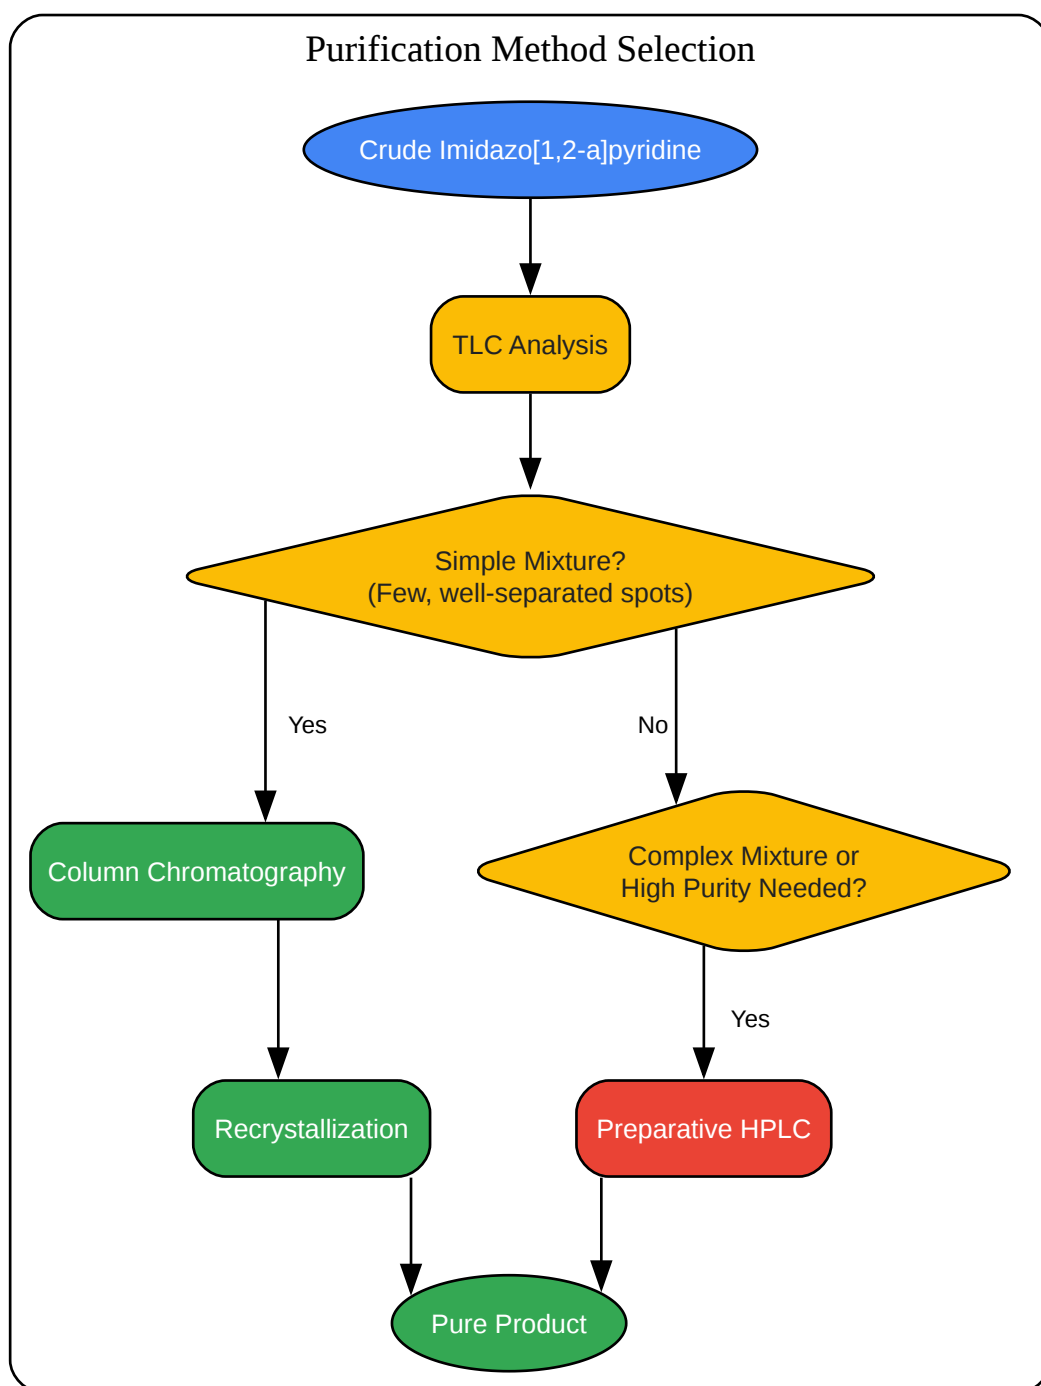 Purification Method Selection
Crude Imidazo[1,2-a]pyridine
TLC Analysis
Simple Mixture?
(Few, well-separated spots)
Yes
No
Column Chromatography
Complex Mixture or
High Purity Needed?
Yes
Recrystallization
Preparative HPLC
Pure Product